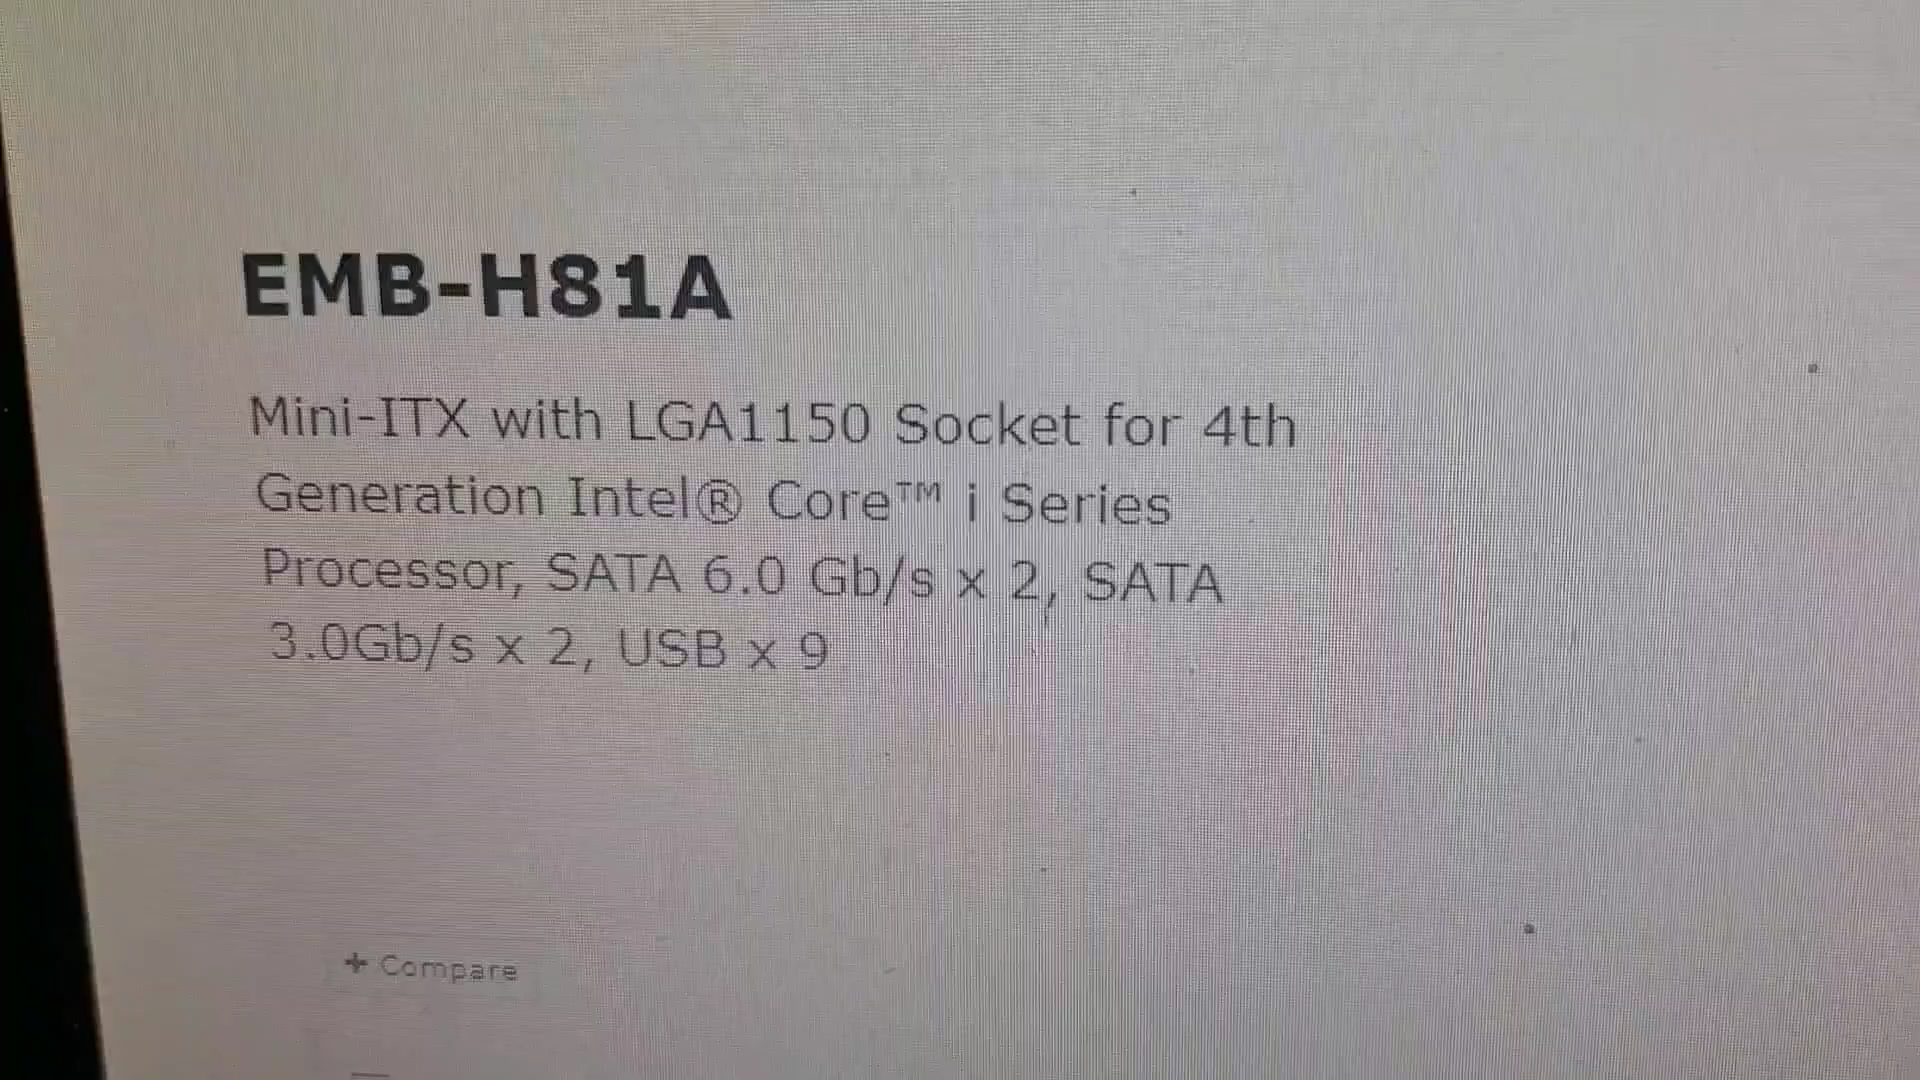 EMB-H81A
Mini-ITX with LGA1150 Socket for 4th
Generation Intel® Core™ i Series
Processor, SATA 6.0 Gb/s x 2, SATA
3.0Gb/s x 2, USB x 9
+ Compare